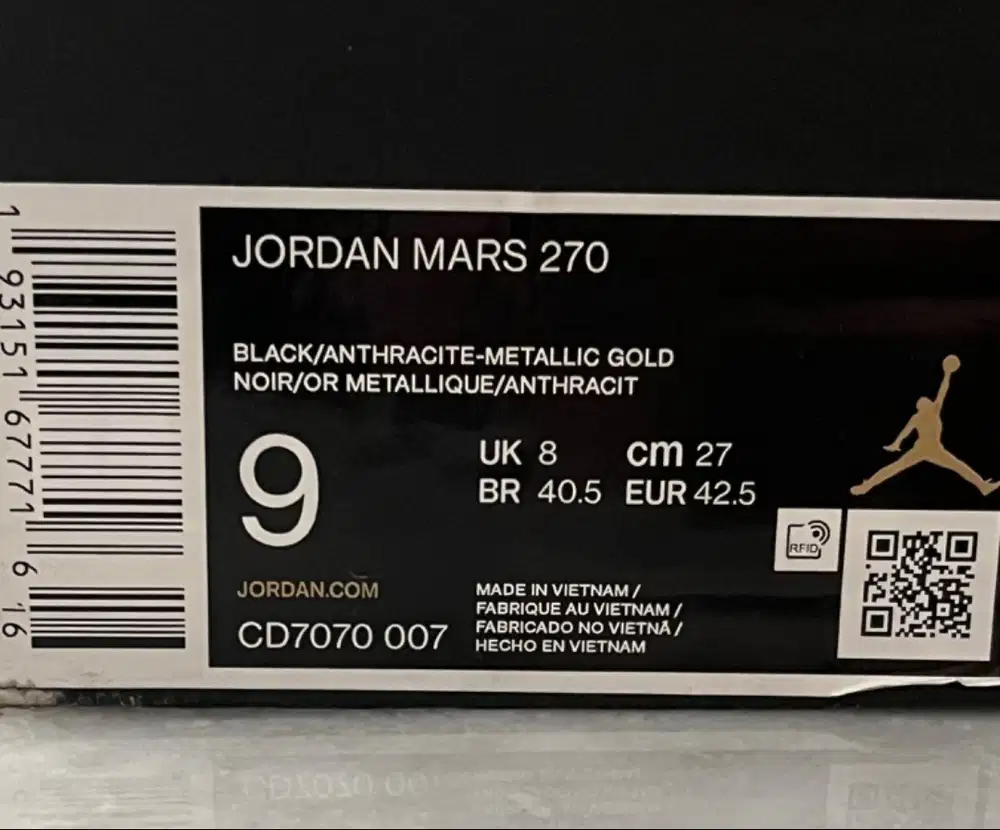 JORDAN MARS 270
BLACK/ANTHRACITE-METALLIC GOLD
NOIR/OR METALLIQUE/ANTHRACIT
9
UK 8 cm 27
BR 40.5 EUR 42.5
RFID
JORDAN.COM
CD7070 007
MADE IN VIETNAM /
FABRIQUE AU VIETNAM /
FABRICADO NO VIETNÃ /
HECHO EN VIETNAM
1 93151 67771 6 16